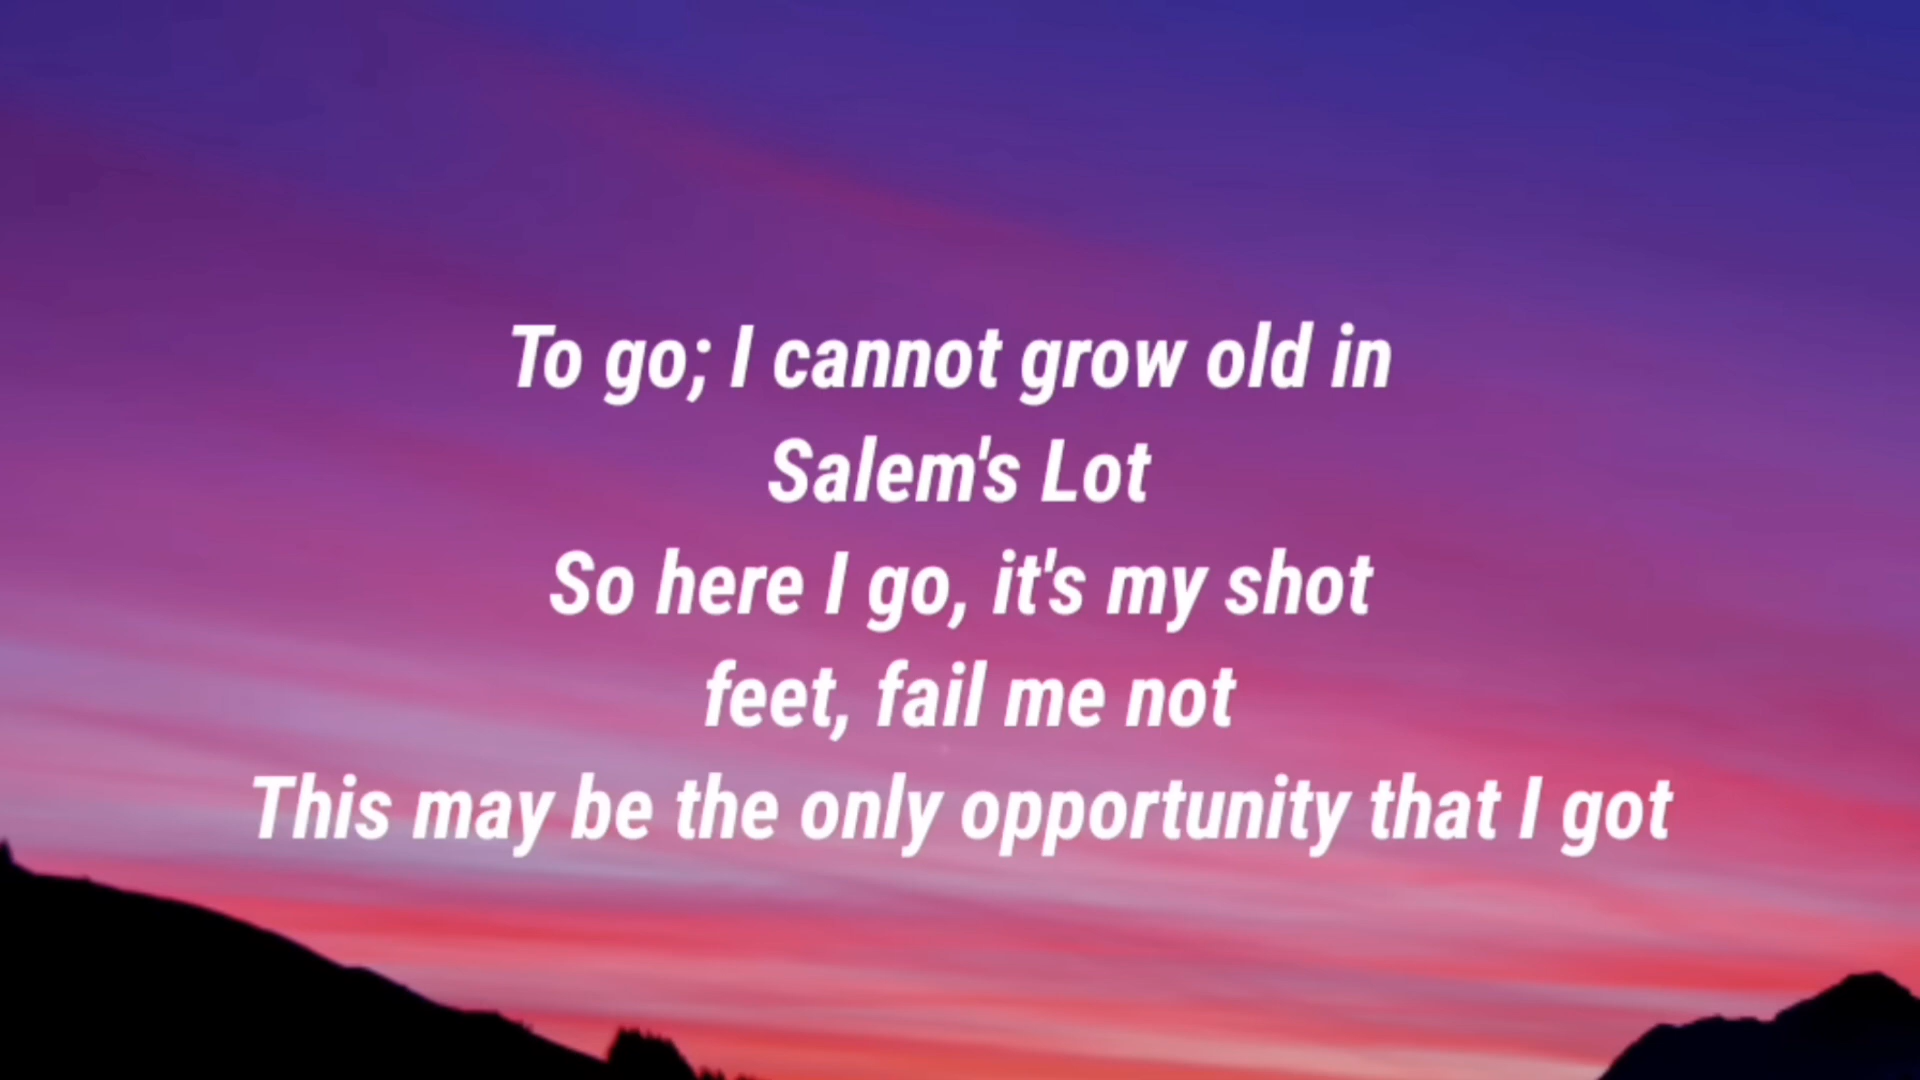 To go; I cannot grow old in
Salem's Lot
So here I go, it's my shot
feet, fail me not
This may be the only opportunity that I got